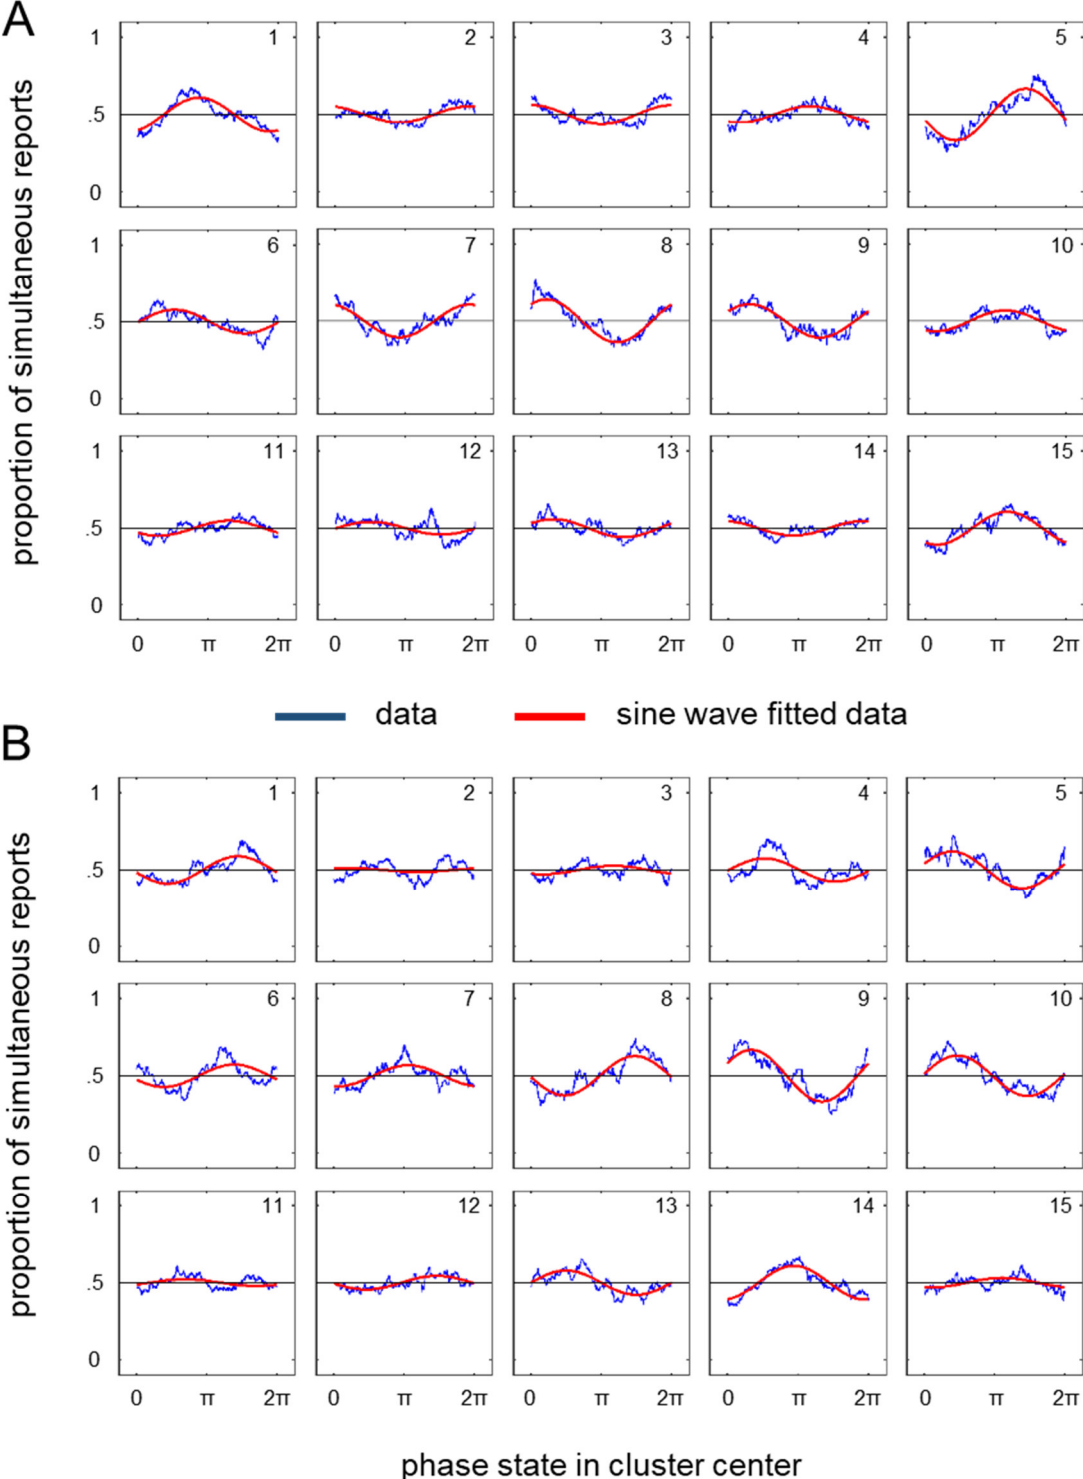 A
proportion of simultaneous reports
1 1 2 3 4 5
.5
0
1 6 7 8 9 10
.5
0
1 11 12 13 14 15
.5
0
0 π 2π 0 π 2π 0 π 2π 0 π 2π 0 π 2π
data sine wave fitted data
B
proportion of simultaneous reports
1 1 2 3 4 5
.5
0
1 6 7 8 9 10
.5
0
1 11 12 13 14 15
.5
0
0 π 2π 0 π 2π 0 π 2π 0 π 2π 0 π 2π
phase state in cluster center